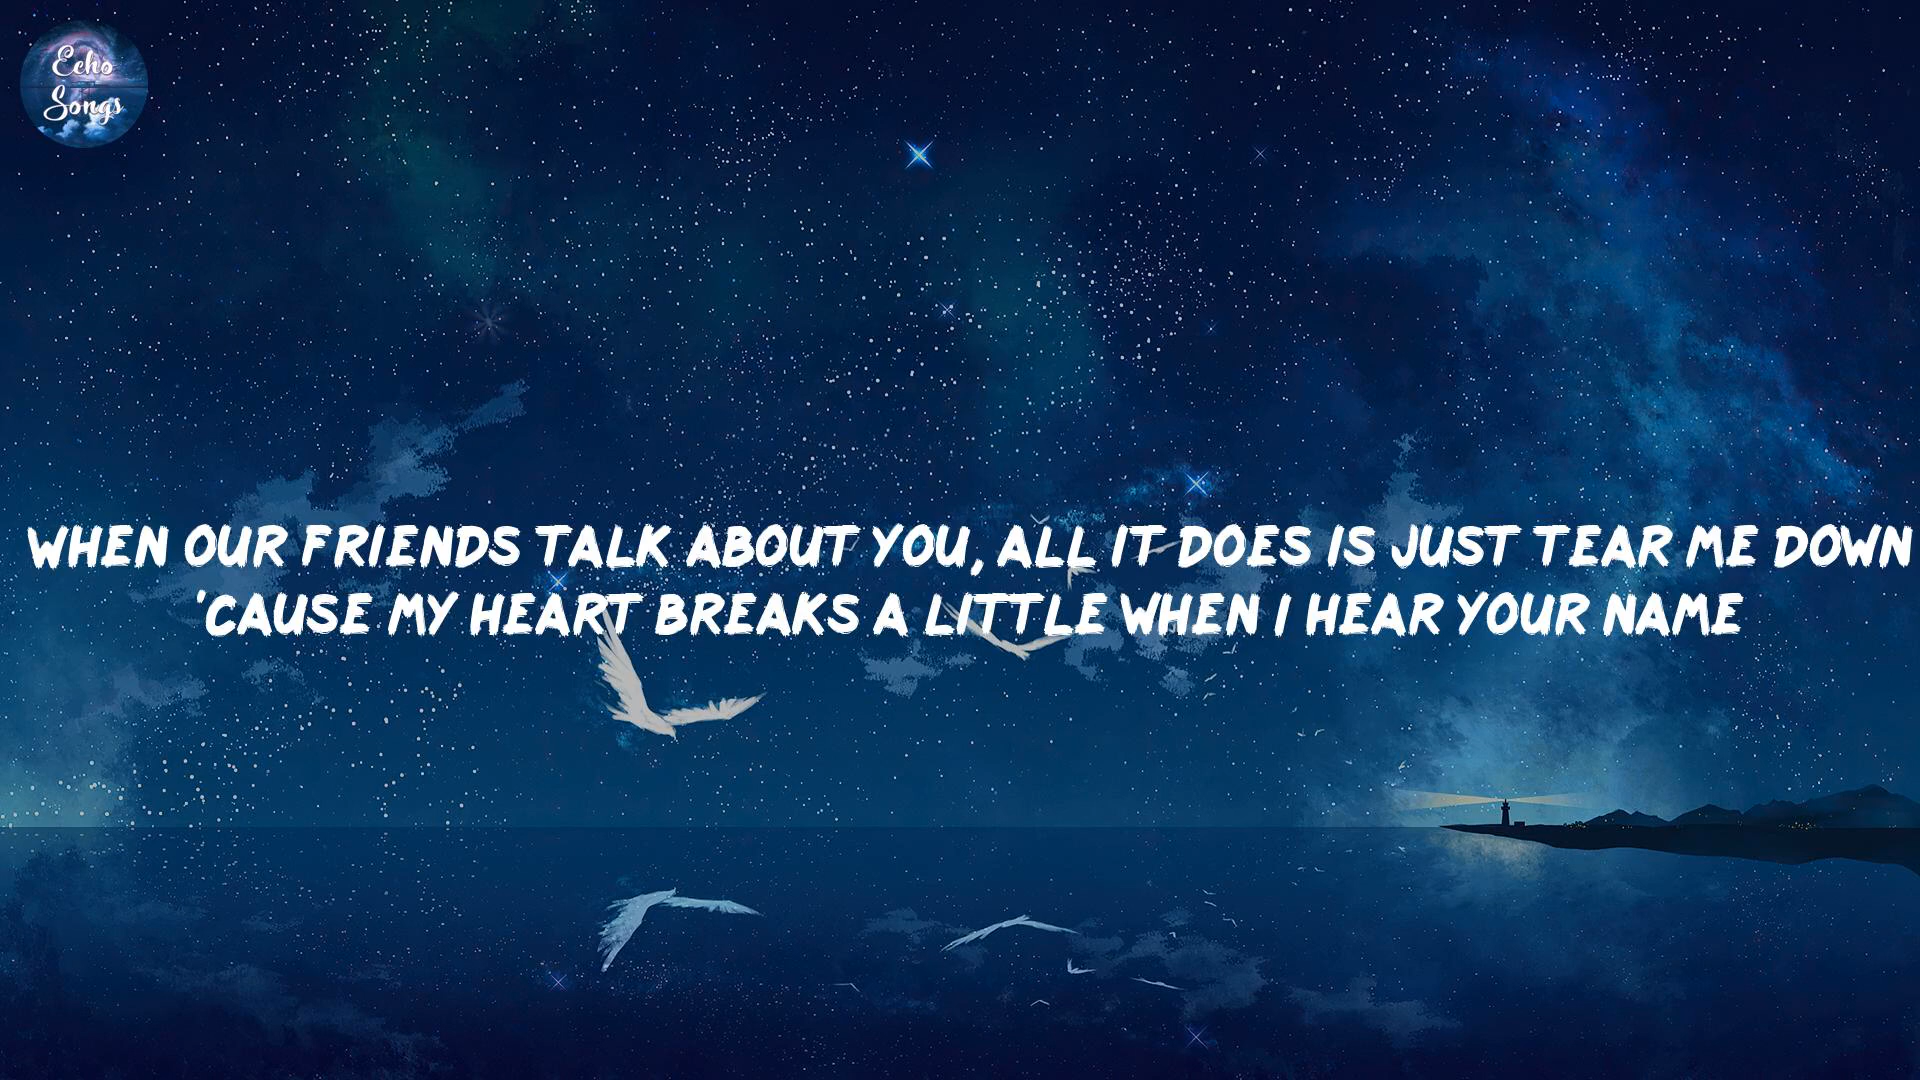 Echo
Songs
WHEN OUR FRIENDS TALK ABOUT YOU, ALL IT DOES IS JUST TEAR ME DOWN
'CAUSE MY HEART BREAKS A LITTLE WHEN I HEAR YOUR NAME